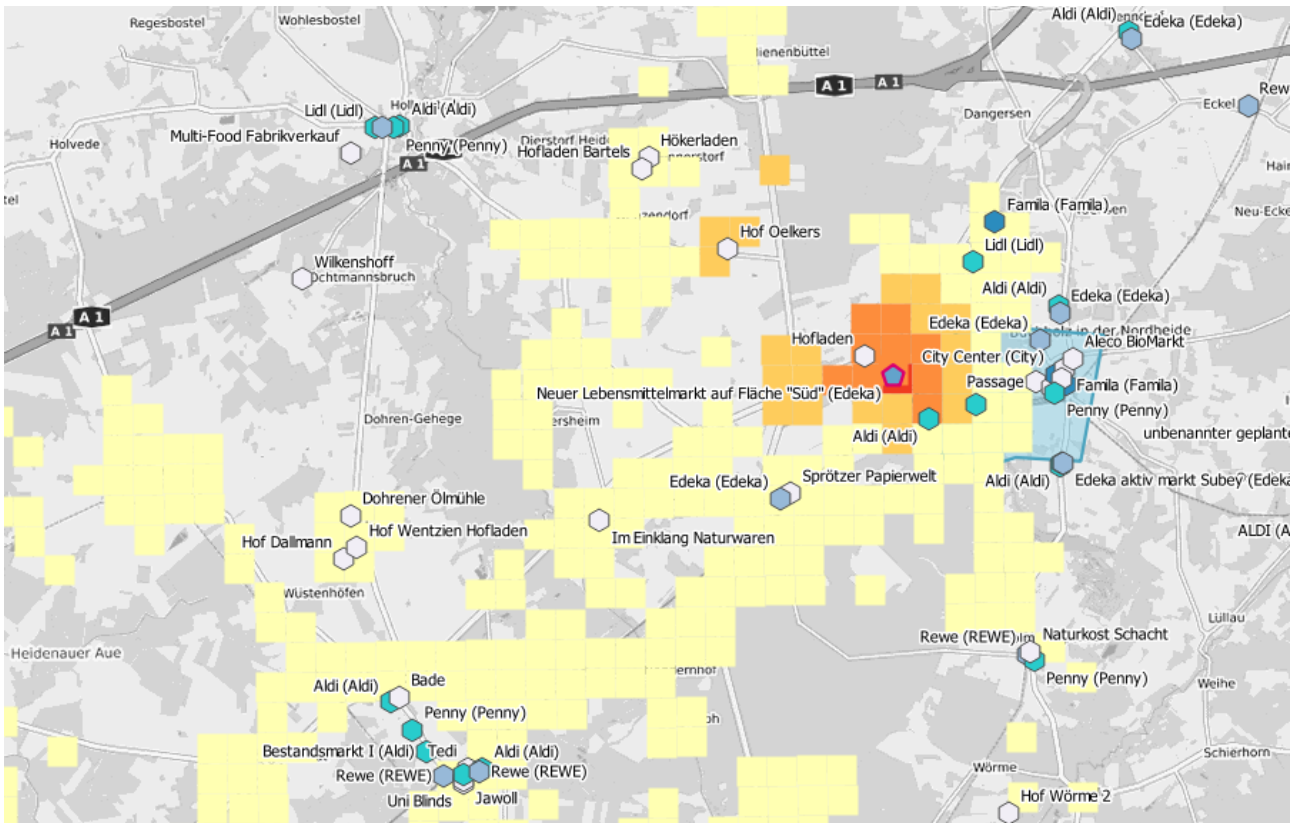 Regesbostel
Wohlesbostel
Aldi (Aldi)
Edeka (Edeka)
A 1
A 1
Lidl (Lidl)
Aldi (Aldi)
Dangersen
Eckel
Multi-Food Fabrikverkauf
Holvede
Penny (Penny)
A 1
Dierstorf Heide
Hökerladen
Hofladen Bartels
Famila (Famila)
Hof Oelkers
Lidl (Lidl)
Wilkenshoff
Ochtmannsbruch
Aldi (Aldi)
Edeka (Edeka)
A 1
A 1
Edeka (Edeka)
Hofladen
Aleco BioMarkt
City Center (City)
Passage
Famila (Famila)
Neuer Lebensmittelmarkt auf Fläche "Süd" (Edeka)
Penny (Penny)
Dohren-Gehege
Aldi (Aldi)
Edeka (Edeka)
Sprötzer Papierwelt
Aldi (Aldi)
Edeka aktiv markt Subey (Edeka
Dohrener Ölmühle
Hof Wentzien Hofladen
Hof Dallmann
Im Einklang Naturwaren
ALDI (A
Wüstenhöfen
Lüllau
Heidenauer Aue
Rewe (REWE)
Naturkost Schacht
Penny (Penny)
Weihe
Aldi (Aldi)
Bade
Penny (Penny)
Bestandsmarkt I (Aldi)
Tedi
Aldi (Aldi)
Schierhorn
Rewe (REWE)
Rewe (REWE)
Wörme
Uni Blinds
Jawoll
Hof Wörme 2